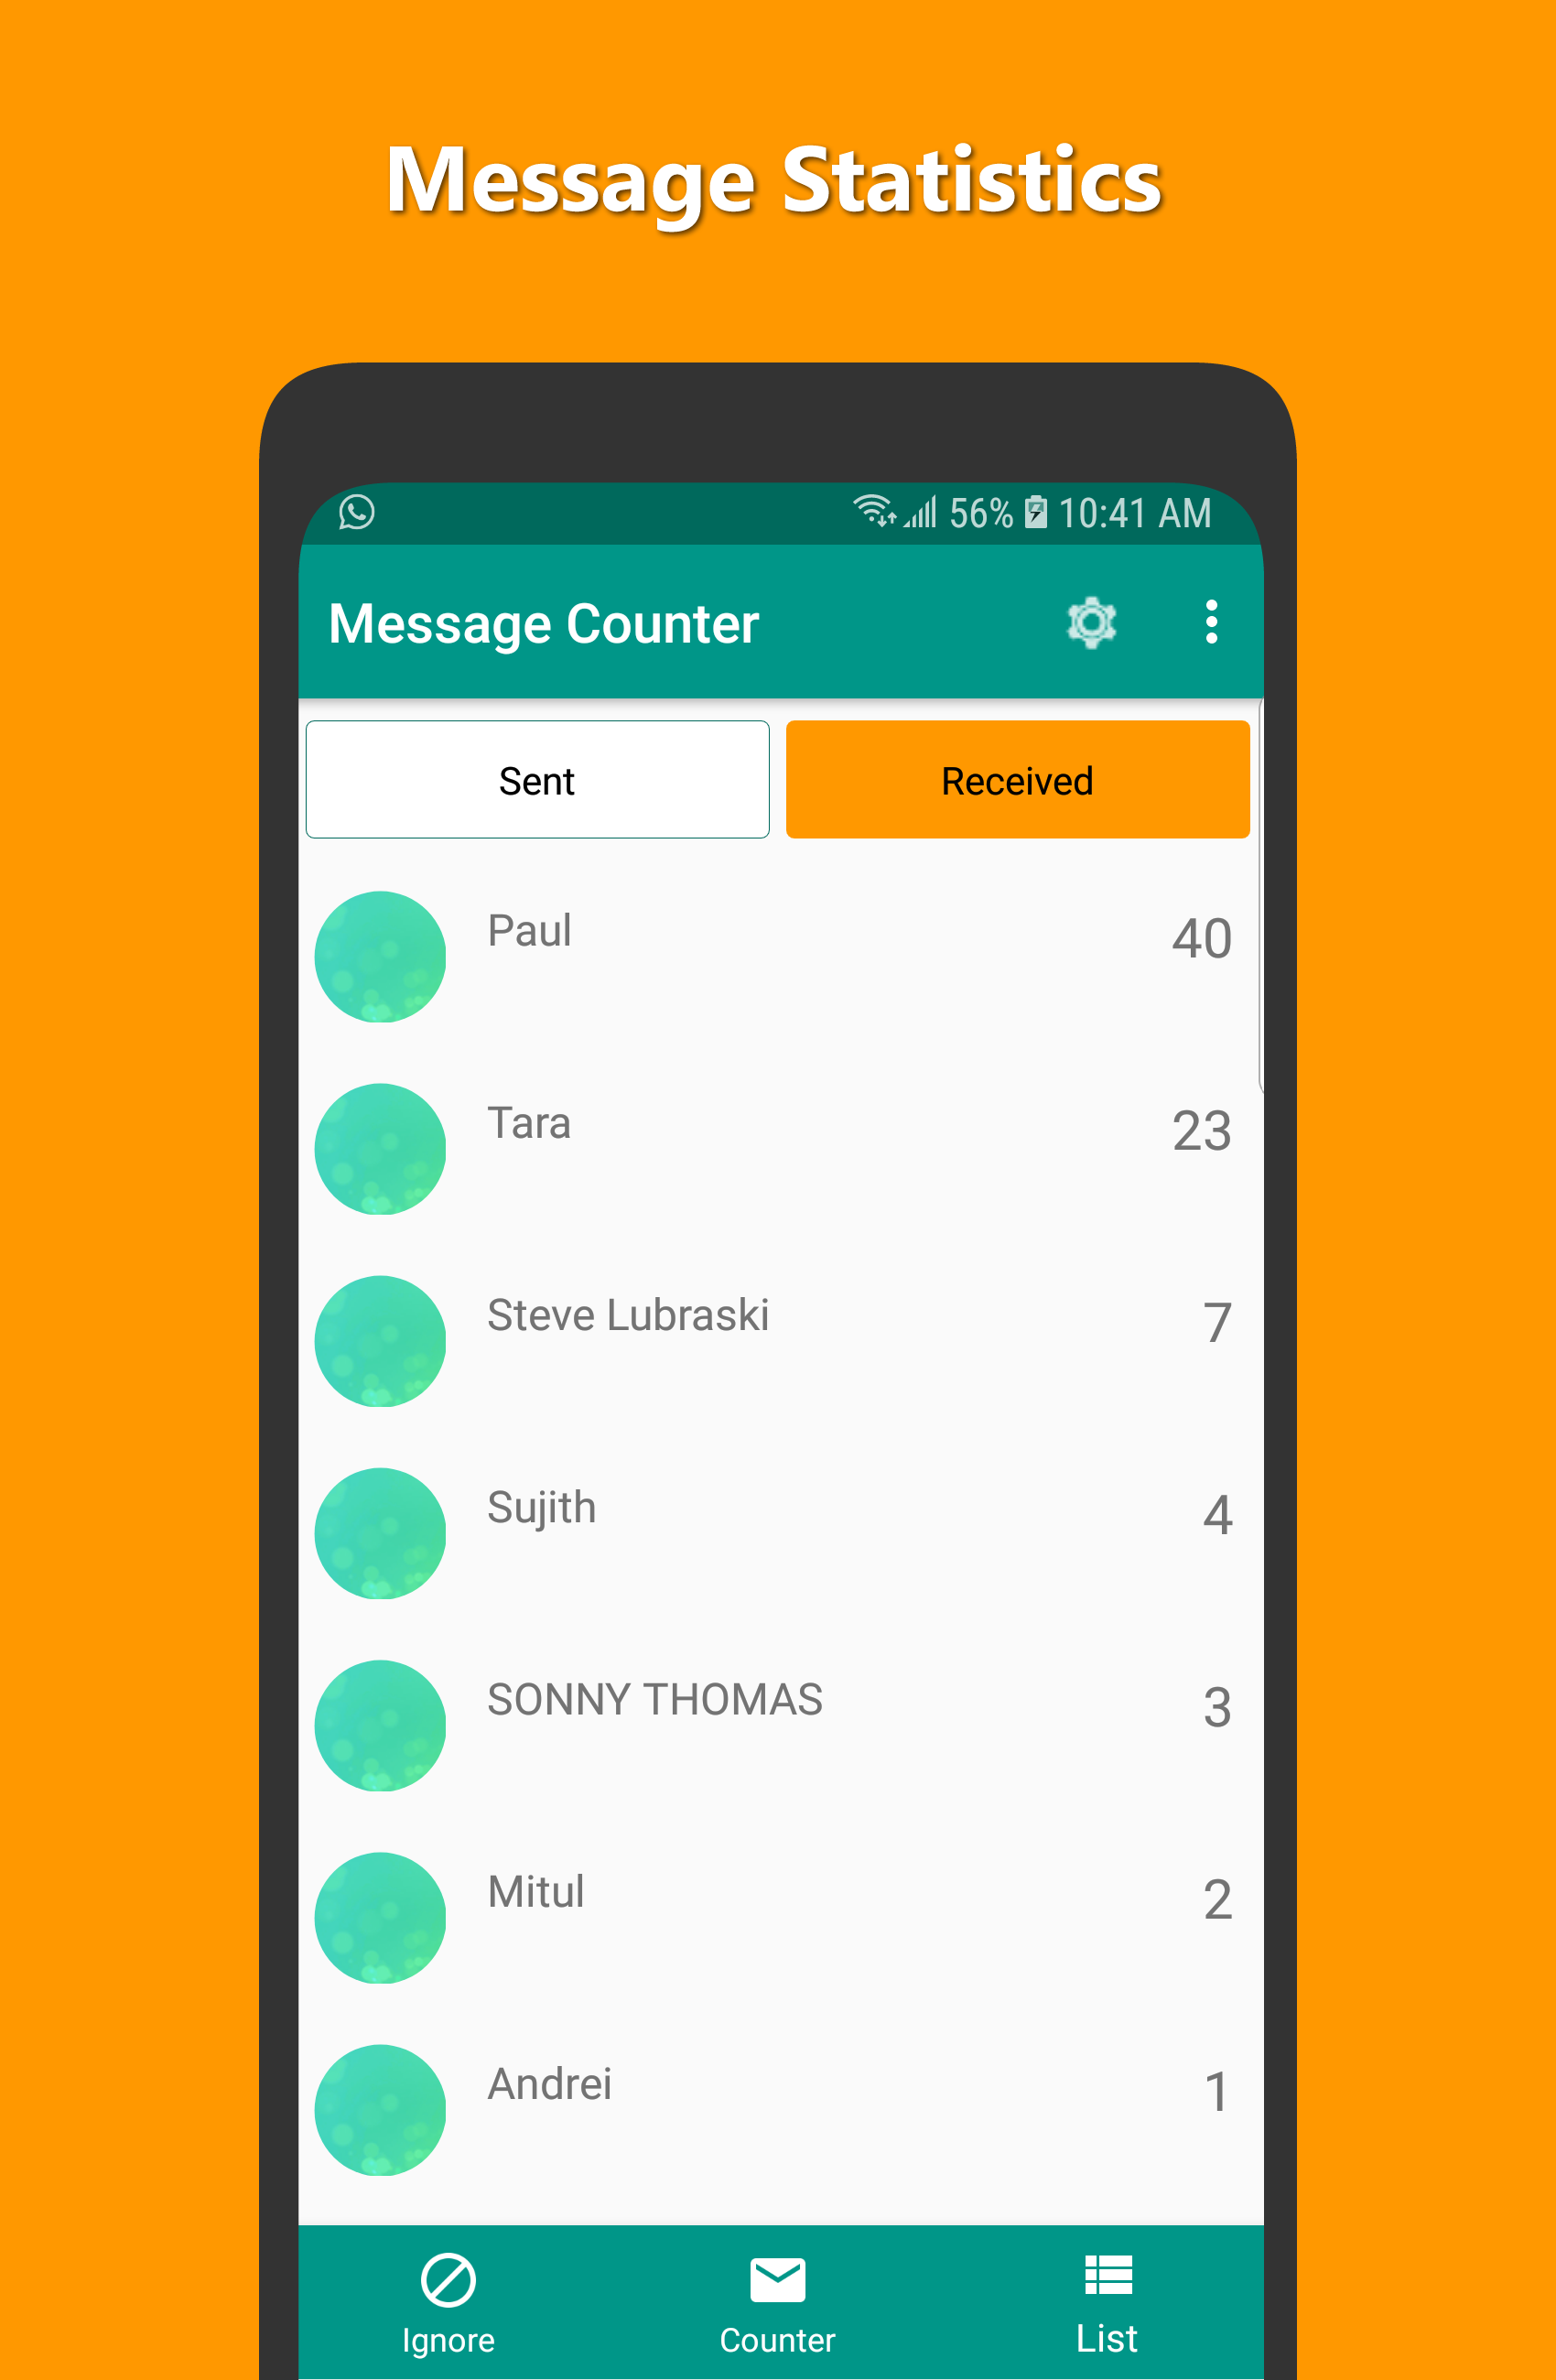 Message Statistics
56% 10:41 AM
Message Counter
Sent Received
Paul 40
Tara 23
Steve Lubraski 7
Sujith 4
SONNY THOMAS 3
Mitul 2
Andrei 1
Ignore Counter List